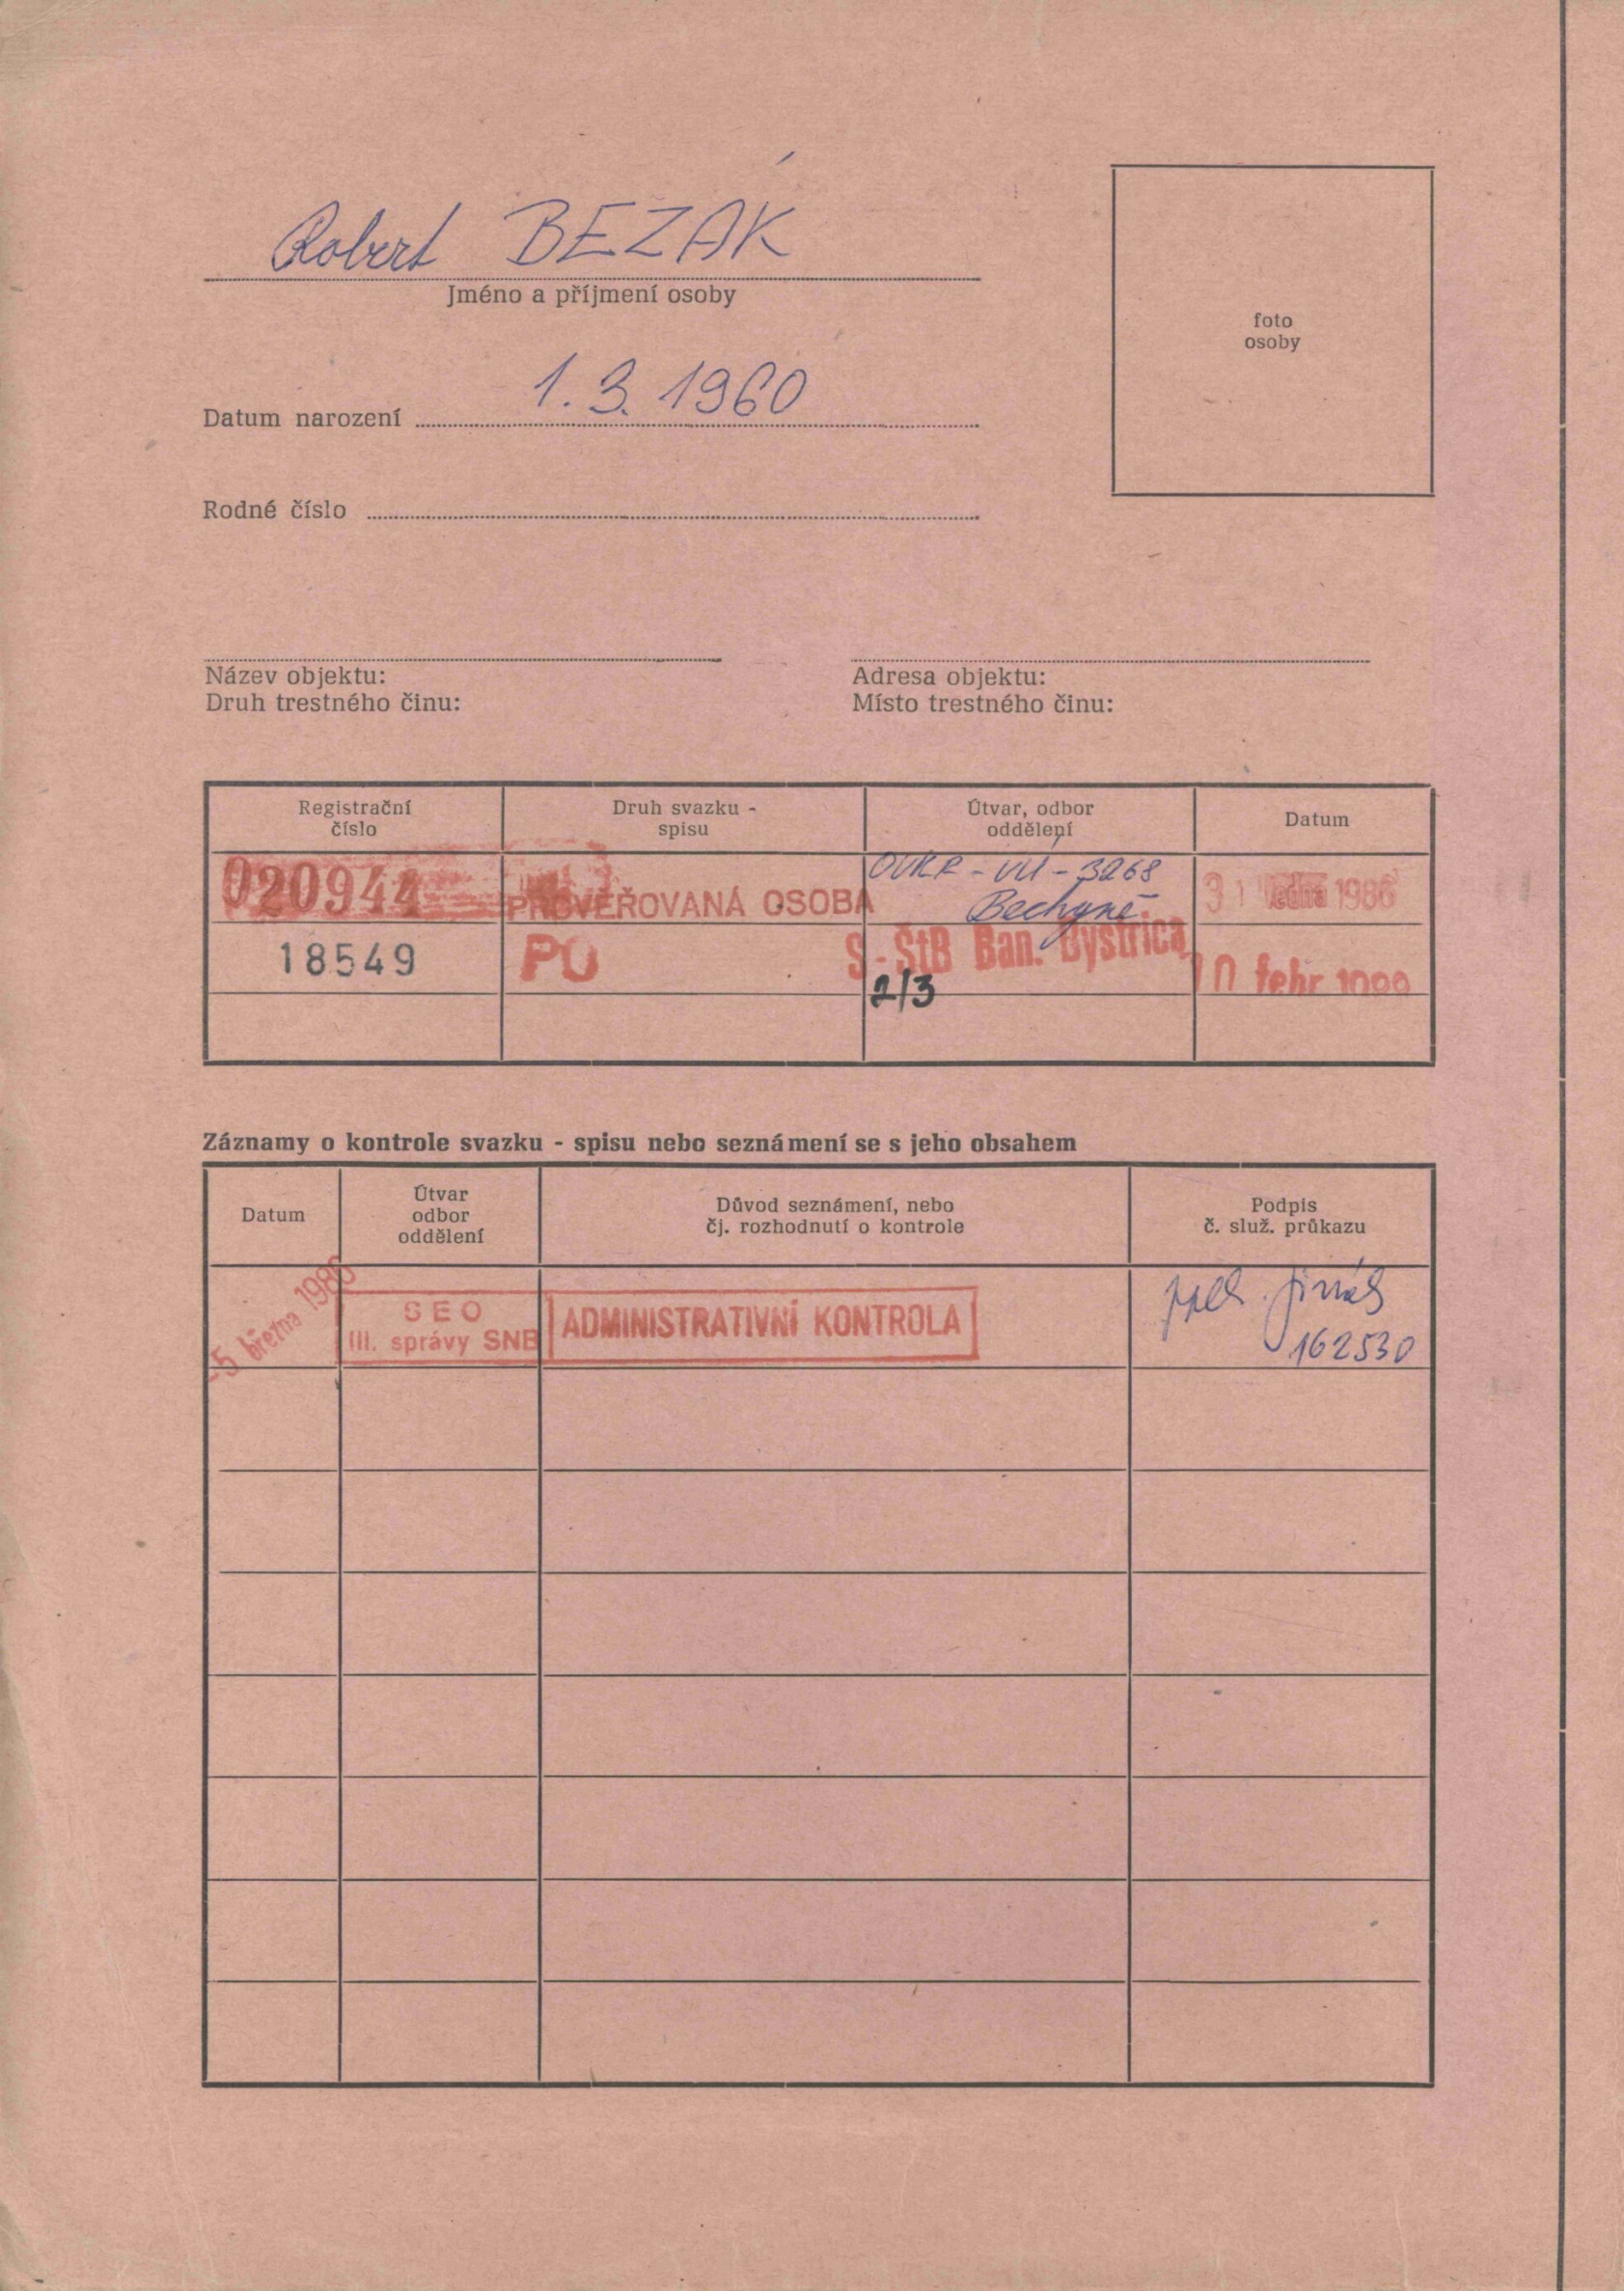 Robert BEZÁK
Jméno a příjmení osoby
foto
osoby
1. 3. 1960
Datum narození
Rodné číslo
Název objektu:
Druh trestného činu:
Adresa objektu:
Místo trestného činu:
Registrační
číslo
Druh svazku -
spisu
Útvar, odbor
oddělení
Datum
020944
PROVĚŘOVANÁ OSOBA
OVKR - VÚ - 3268
Bechyně
31 ledna 1986
18549
PO
S-ŠtB Ban. Bystrica
2/3
Záznamy o kontrole svazku - spisu nebo seznámení se s jeho obsahem
Datum
Útvar
odbor
oddělení
Důvod seznámení, nebo
čj. rozhodnutí o kontrole
Podpis
č. služ. průkazu
-5 března 1986
SEO
III. správy SNB
ADMINISTRATIVNÍ KONTROLA
162530